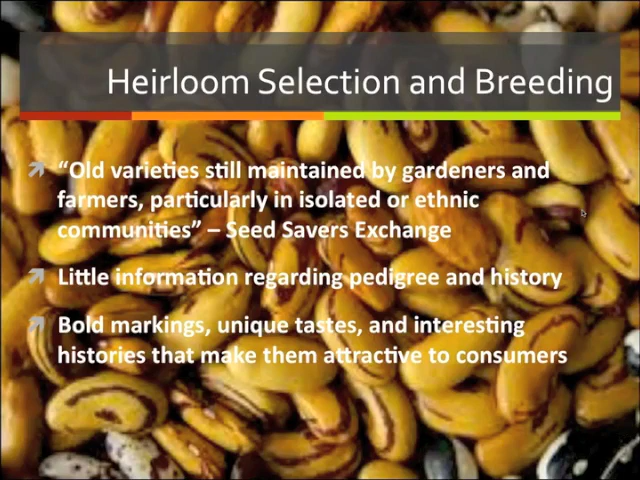 Heirloom Selection and Breeding
“Old varieties still maintained by gardeners and
farmers, particularly in isolated or ethnic
communities” – Seed Savers Exchange
Little information regarding pedigree and history
Bold markings, unique tastes, and interesting
histories that make them attractive to consumers